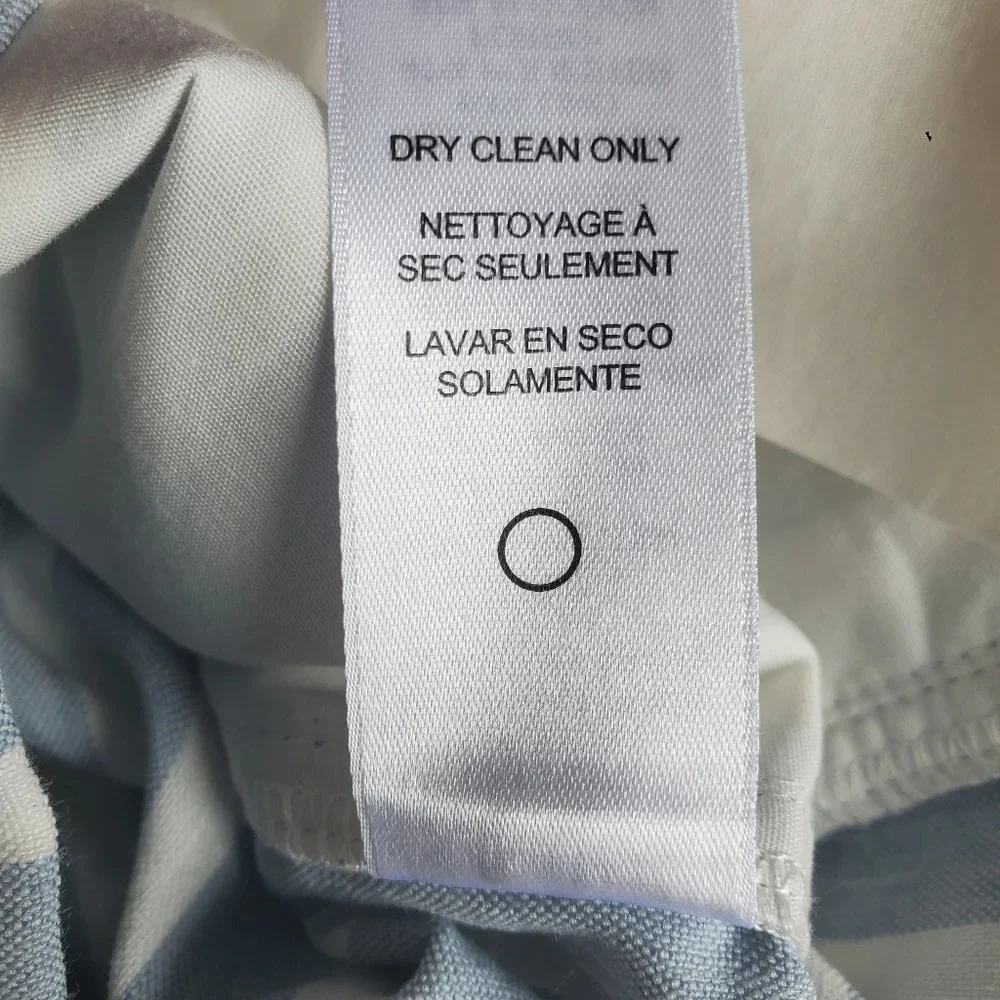 DRY CLEAN ONLY
NETTOYAGE À
SEC SEULEMENT
LAVAR EN SECO
SOLAMENTE